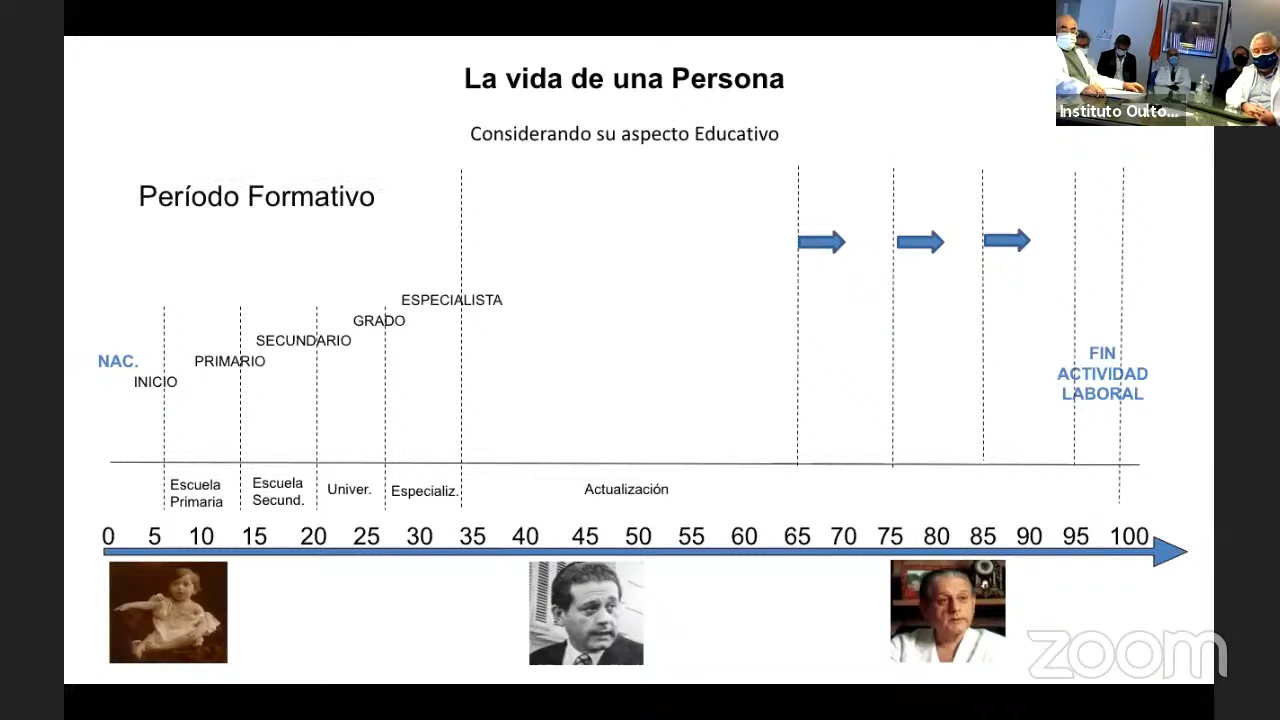 La vida de una Persona
Considerando su aspecto Educativo
Instituto Oulto...
Período Formativo
ESPECIALISTA
GRADO
SECUNDARIO
NAC.
PRIMARIO
INICIO
FIN
ACTIVIDAD
LABORAL
Escuela
Primaria
Escuela
Secund.
Univer.
Especializ.
Actualización
0 5 10 15 20 25 30 35 40 45 50 55 60 65 70 75 80 85 90 95 100
zoom